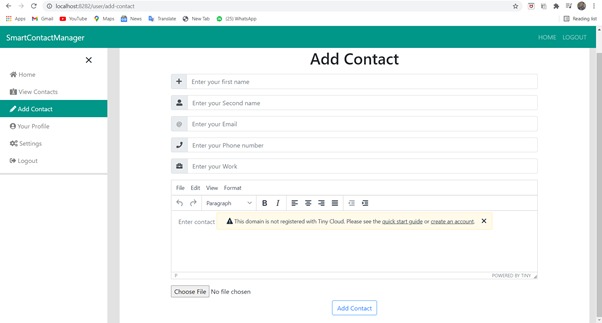 localhost:8282/user/add-contact
Apps Gmail YouTube Maps News Translate New Tab (25) WhatsApp Reading list
SmartContactManager HOME LOGOUT
Home
View Contacts
Add Contact
Your Profile
Settings
Logout
Add Contact
Enter your first name
Enter your Second name
@ Enter your Email
Enter your Phone number
Enter your Work
File Edit View Format
Paragraph B I
Enter contact
This domain is not registered with Tiny Cloud. Please see the quick start guide or create an account.
P POWERED BY TINY
Choose File No file chosen
Add Contact